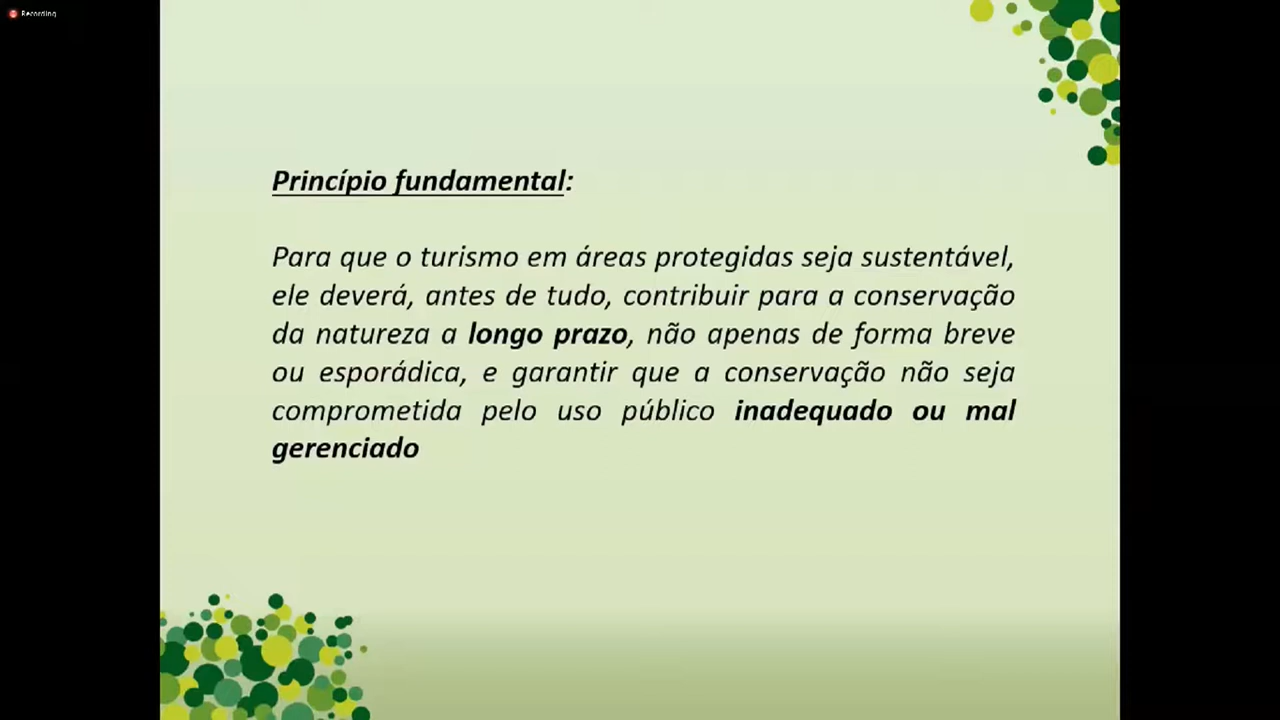 Recording
Princípio fundamental:
Para que o turismo em áreas protegidas seja sustentável,
ele deverá, antes de tudo, contribuir para a conservação
da natureza a longo prazo, não apenas de forma breve
ou esporádica, e garantir que a conservação não seja
comprometida pelo uso público inadequado ou mal
gerenciado